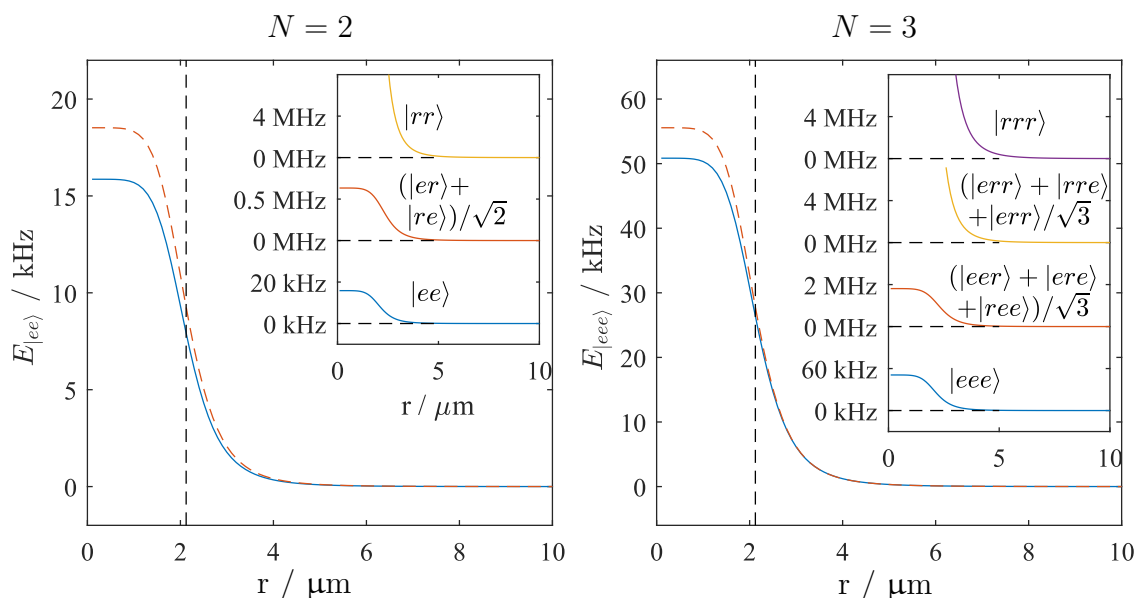 N = 2
E|ee⟩ / kHz
20
15
10
5
0
0
2
4
6
8
10
r / μm
4 MHz
0 MHz
0.5 MHz
0 MHz
20 kHz
0 kHz
|rr⟩
(|er⟩+
|re⟩)/√2
|ee⟩
0
5
10
r / μm
N = 3
E|eee⟩ / kHz
60
50
40
30
20
10
0
0
2
4
6
8
10
r / μm
4 MHz
0 MHz
4 MHz
0 MHz
2 MHz
0 MHz
60 kHz
0 kHz
|rrr⟩
(|err⟩ + |rre⟩
+|err⟩/√3
(|eer⟩ + |ere⟩
+|ree⟩)/√3
|eee⟩
0
5
10